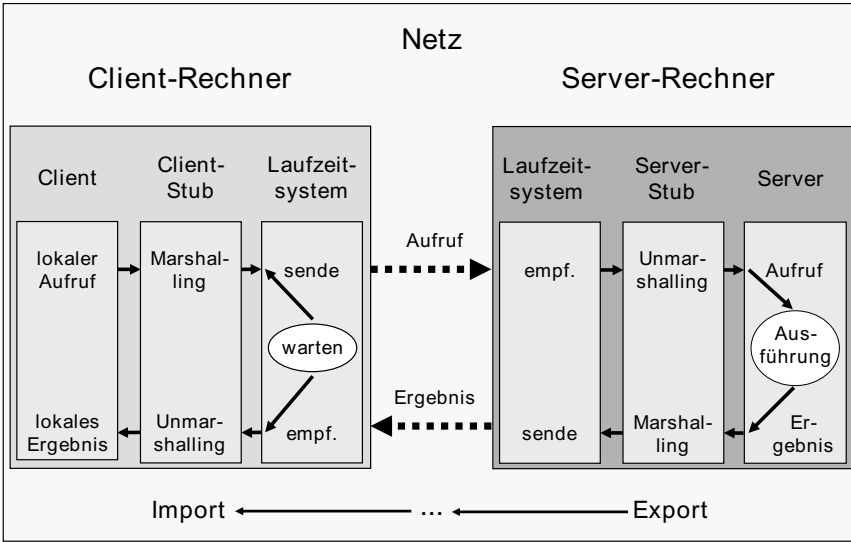 Netz
Client-Rechner
Server-Rechner
Client
Client-
Stub
Laufzeit-
system
lokaler
Aufruf
Marshal-
ling
sende
warten
lokales
Ergebnis
Unmar-
shalling
empf.
Aufruf
Ergebnis
Laufzeit-
system
Server-
Stub
Server
empf.
Unmar-
shalling
Aufruf
Aus-
führung
sende
Marshal-
ling
Er-
gebnis
Import
...
Export